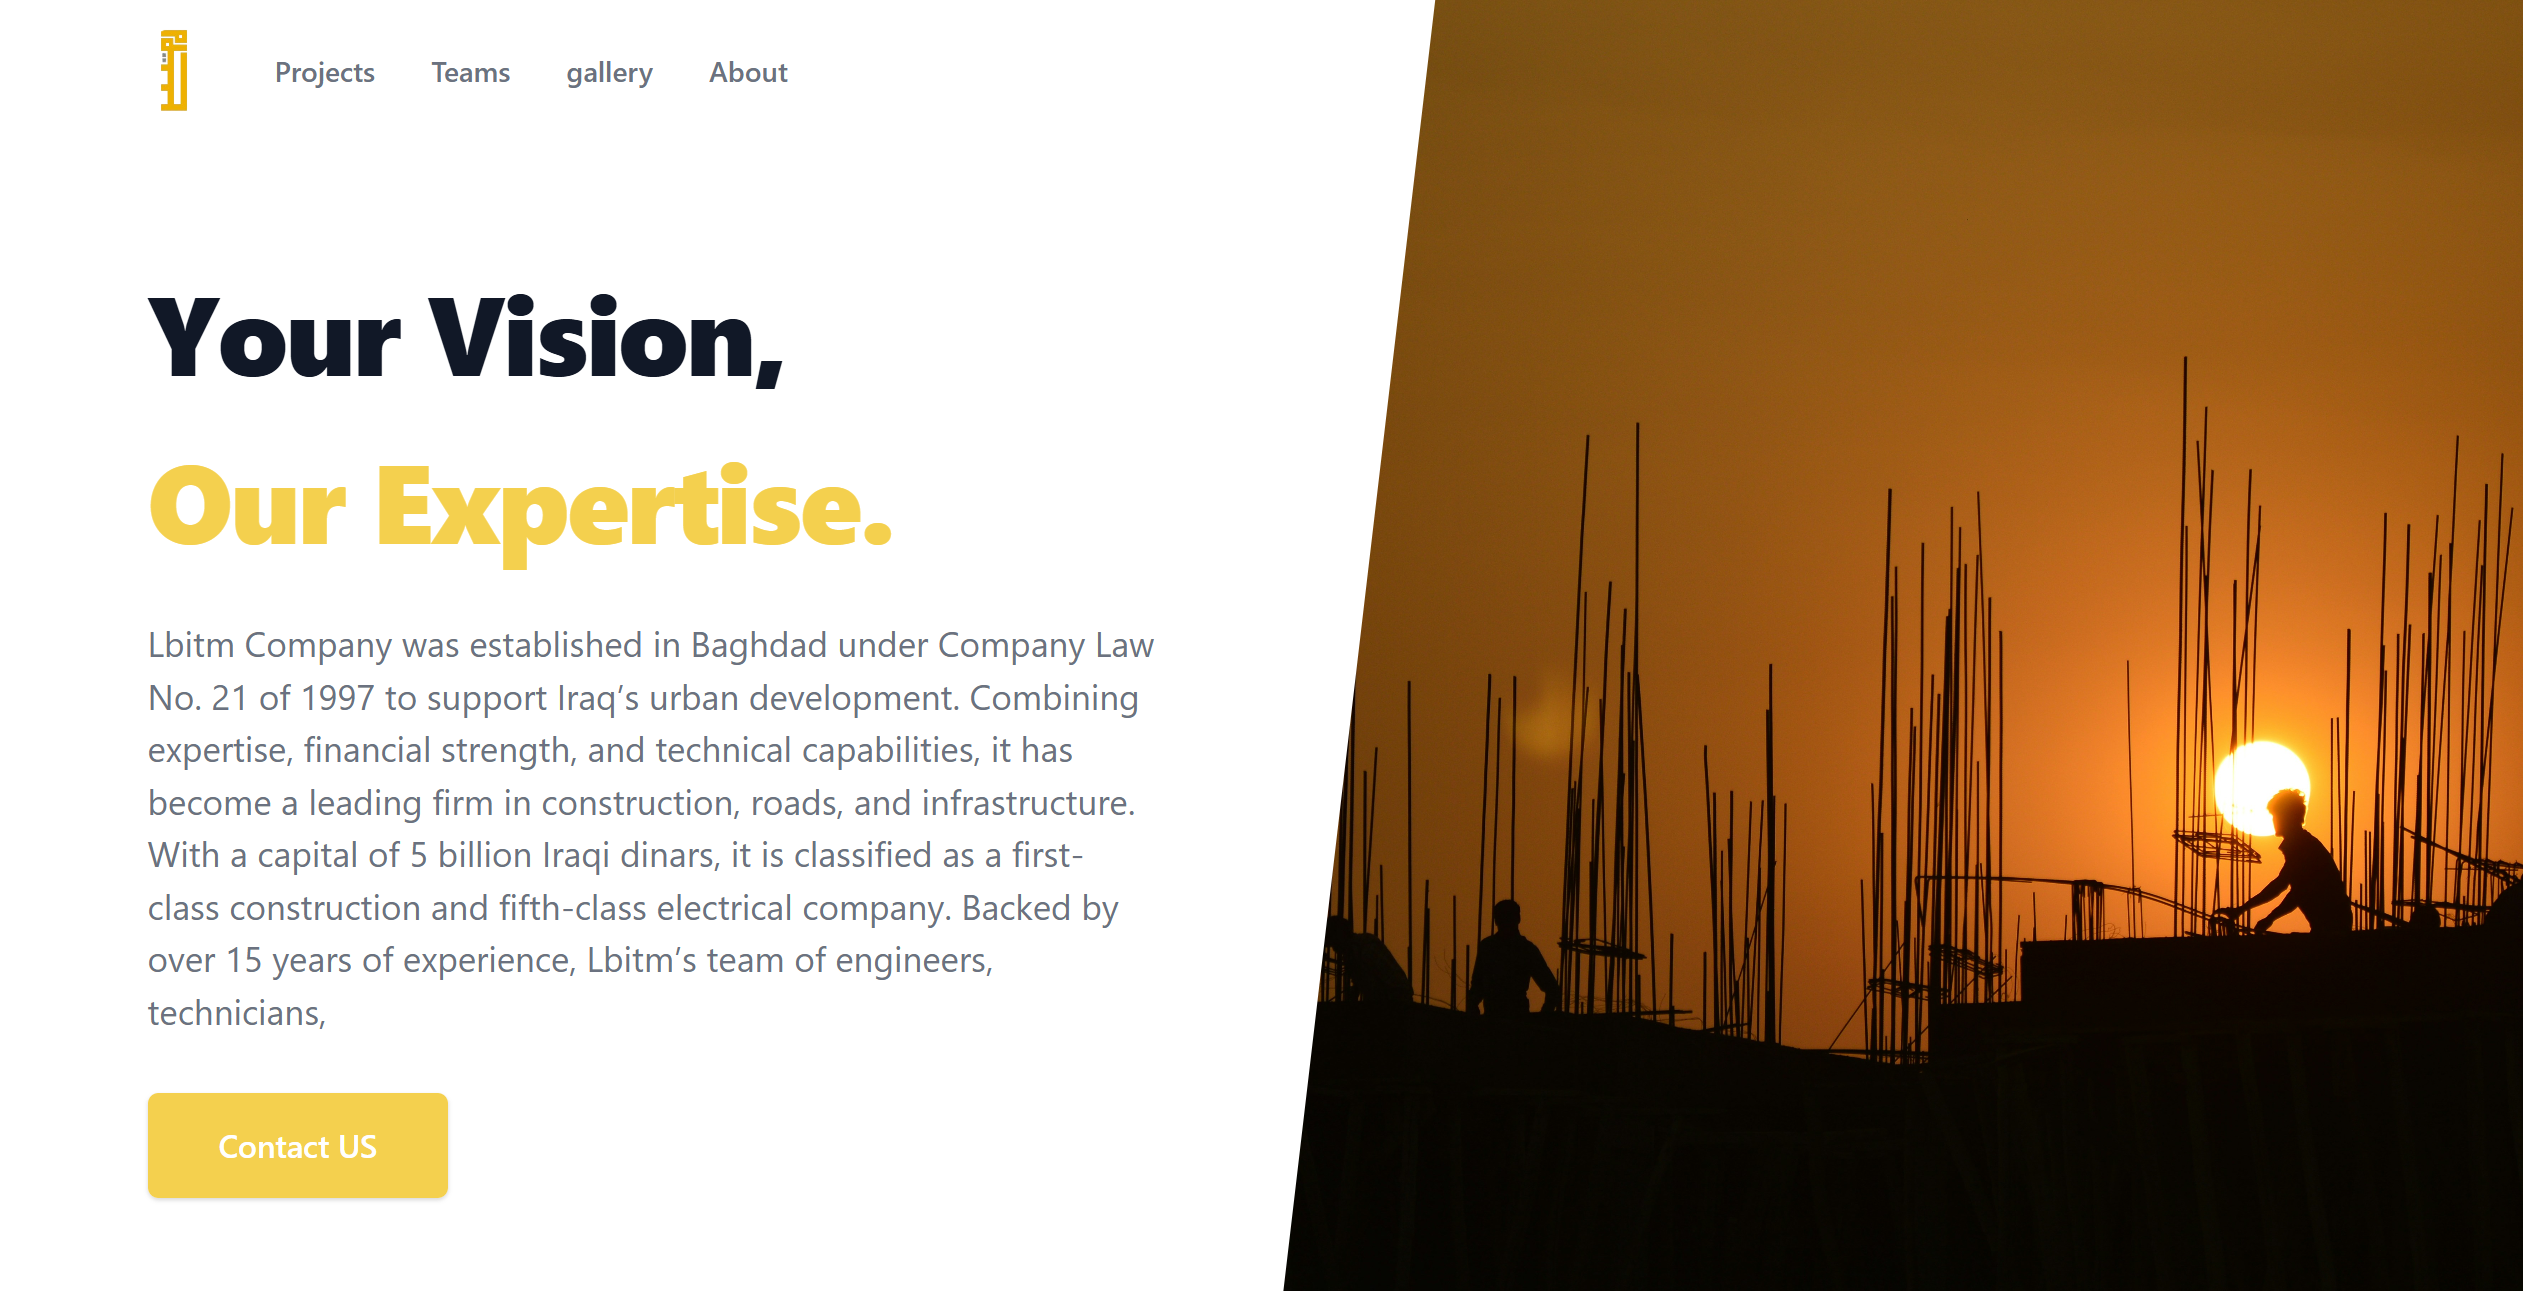 Projects Teams gallery About
Your Vision,
Our Expertise.
Lbitm Company was established in Baghdad under Company Law
No. 21 of 1997 to support Iraq’s urban development. Combining
expertise, financial strength, and technical capabilities, it has
become a leading firm in construction, roads, and infrastructure.
With a capital of 5 billion Iraqi dinars, it is classified as a first-
class construction and fifth-class electrical company. Backed by
over 15 years of experience, Lbitm’s team of engineers,
technicians,
Contact US